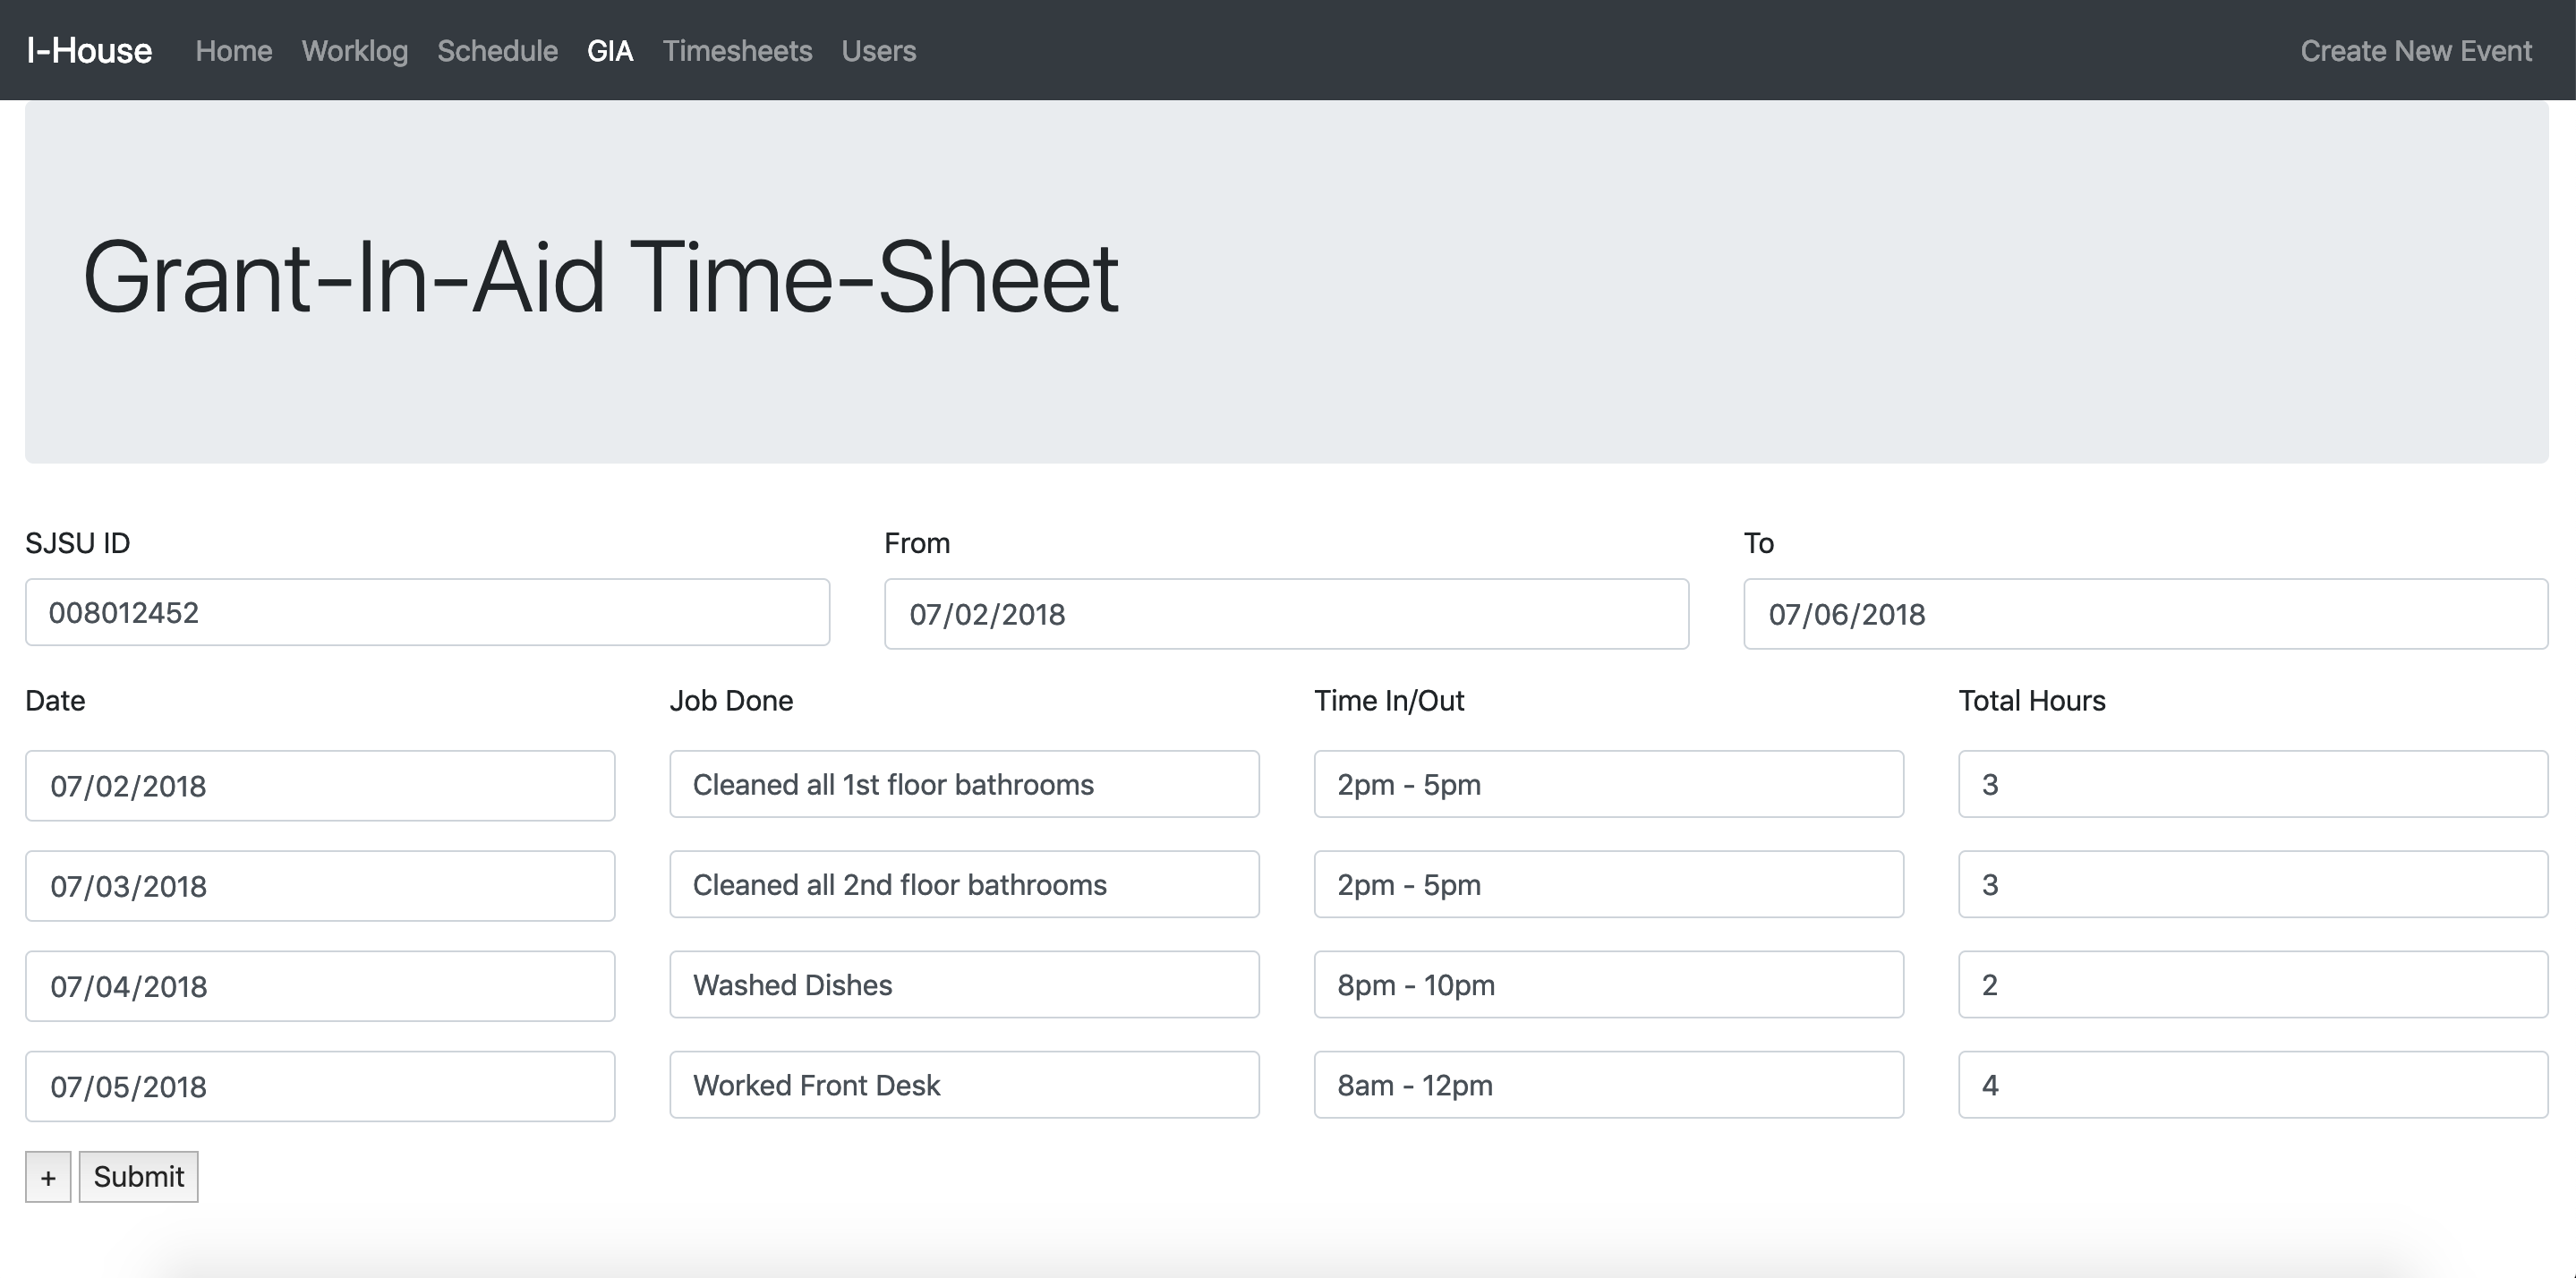 I-House Home Worklog Schedule GIA Timesheets Users Create New Event
Grant-In-Aid Time-Sheet
SJSU ID From To
008012452 07/02/2018 07/06/2018
Date Job Done Time In/Out Total Hours
07/02/2018 Cleaned all 1st floor bathrooms 2pm - 5pm 3
07/03/2018 Cleaned all 2nd floor bathrooms 2pm - 5pm 3
07/04/2018 Washed Dishes 8pm - 10pm 2
07/05/2018 Worked Front Desk 8am - 12pm 4
+ Submit